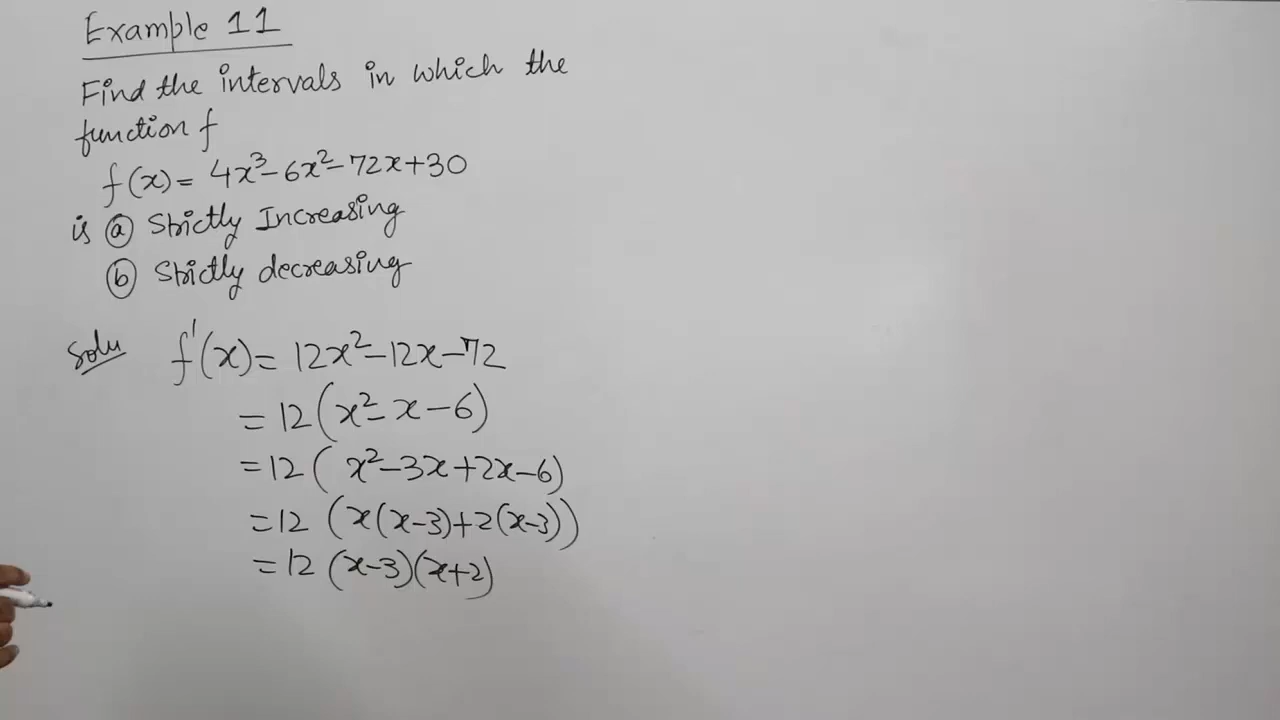 Example 11
Find the intervals in which the
function f
f(x) = 4x³-6x²-72x+30
is ⓐ Strictly Increasing
ⓑ Strictly decreasing
Solu f'(x) = 12x²-12x-72
= 12(x²-x-6)
= 12(x²-3x+2x-6)
= 12(x(x-3)+2(x-3))
= 12(x-3)(x+2)